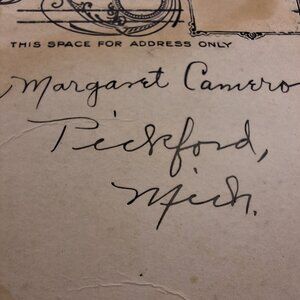 THIS SPACE FOR ADDRESS ONLY
Margaret Camero
Pickford,
Mich.